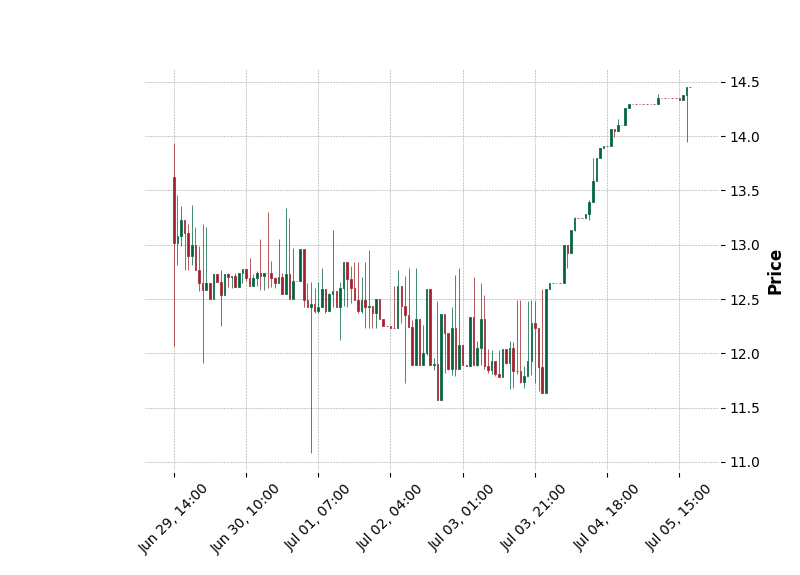 14.5
14.0
13.5
13.0
12.5
12.0
11.5
11.0
Price
Jun 29, 14:00
Jun 30, 10:00
Jul 01, 07:00
Jul 02, 04:00
Jul 03, 01:00
Jul 03, 21:00
Jul 04, 18:00
Jul 05, 15:00